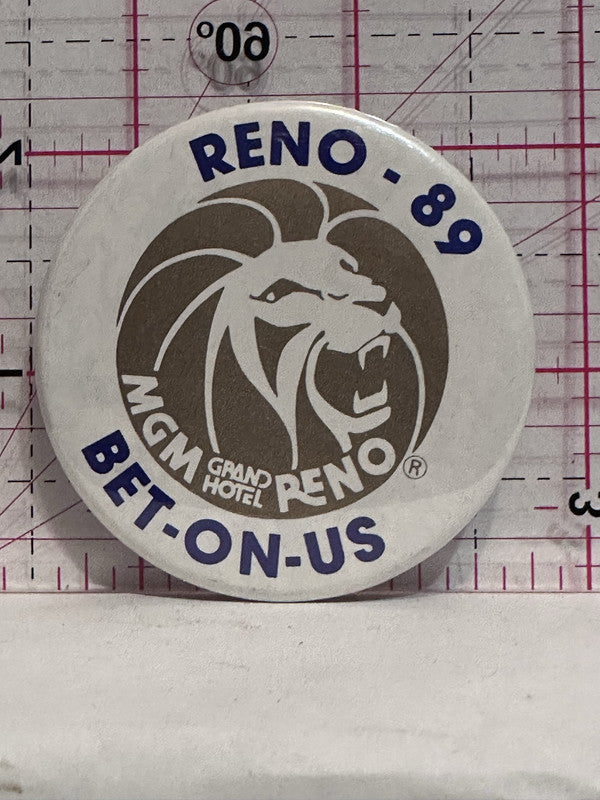 60°
RENO - 89
MGM GRAND HOTEL RENO ®
BET-ON-US
3